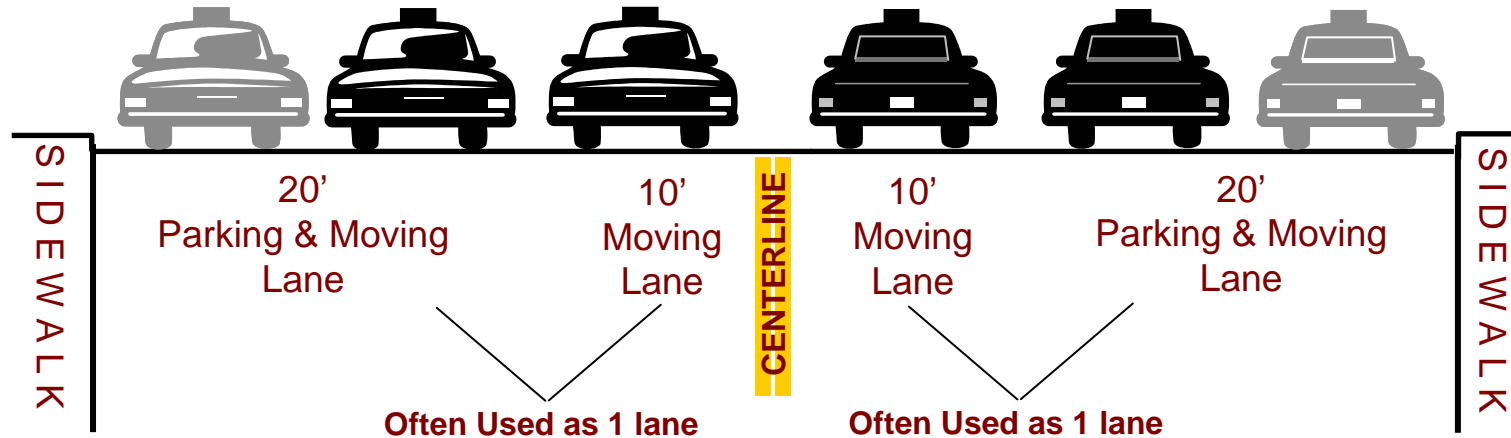 SIDEWALK
20’
Parking & Moving
Lane
10’
Moving
Lane
CENTERLINE
10’
Moving
Lane
20’
Parking & Moving
Lane
SIDEWALK
Often Used as 1 lane
Often Used as 1 lane